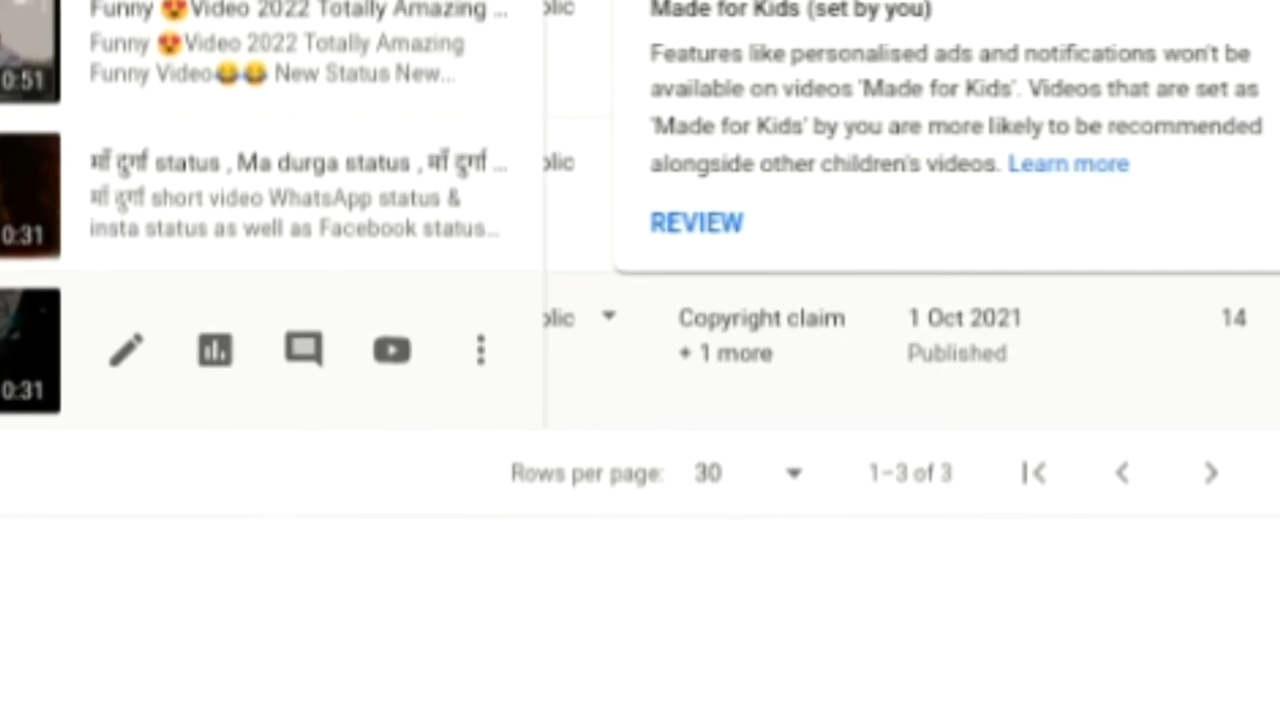 Funny 😍Video 2022 Totally Amazing ...
Funny 😍Video 2022 Totally Amazing
Funny Video😂😂 New Status New...
0:51
माँ दुर्गा status , Ma durga status , माँ दुर्गा ...
माँ दुर्गा short video WhatsApp status &
insta status as well as Facebook status...
0:31
Made for Kids (set by you)
Features like personalised ads and notifications won't be
available on videos 'Made for Kids'. Videos that are set as
'Made for Kids' by you are more likely to be recommended
alongside other children's videos. Learn more
REVIEW
0:31
Copyright claim
+ 1 more
1 Oct 2021
Published
14
Rows per page: 30 1–3 of 3